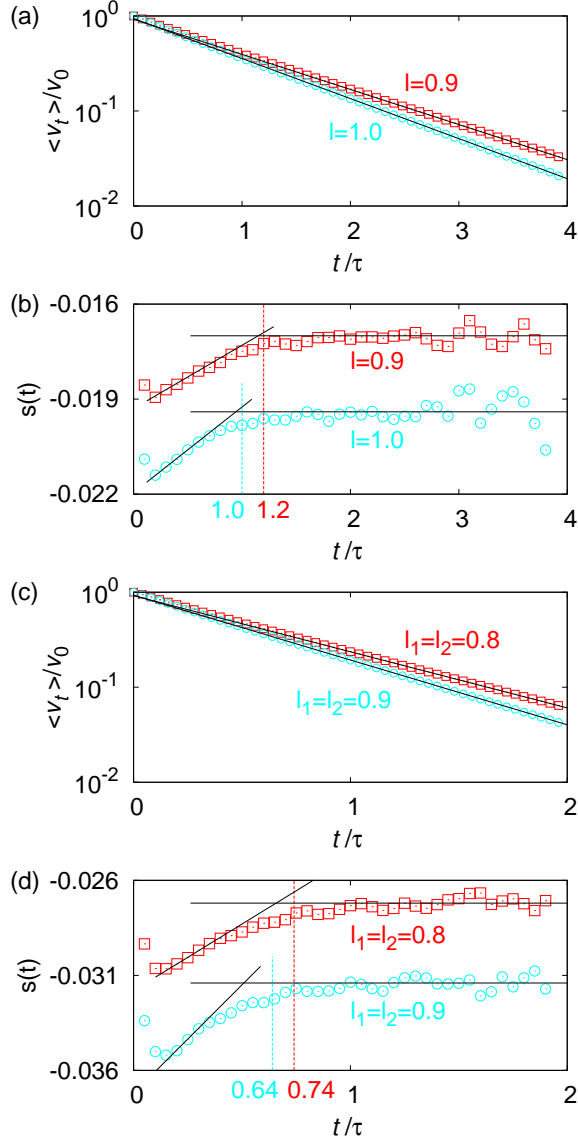 (a)
10^0
10^-1
10^-2
<v_t>/v_0
l=0.9
l=1.0
0 1 2 3 4
t/τ
(b)
-0.016
-0.019
-0.022
s(t)
l=0.9
l=1.0
0 1.0 1.2 2 3 4
t/τ
(c)
10^0
10^-1
10^-2
<v_t>/v_0
l_1=l_2=0.8
l_1=l_2=0.9
0 1 2
t/τ
(d)
-0.026
-0.031
-0.036
s(t)
l_1=l_2=0.8
l_1=l_2=0.9
0 0.64 0.74 1 2
t/τ